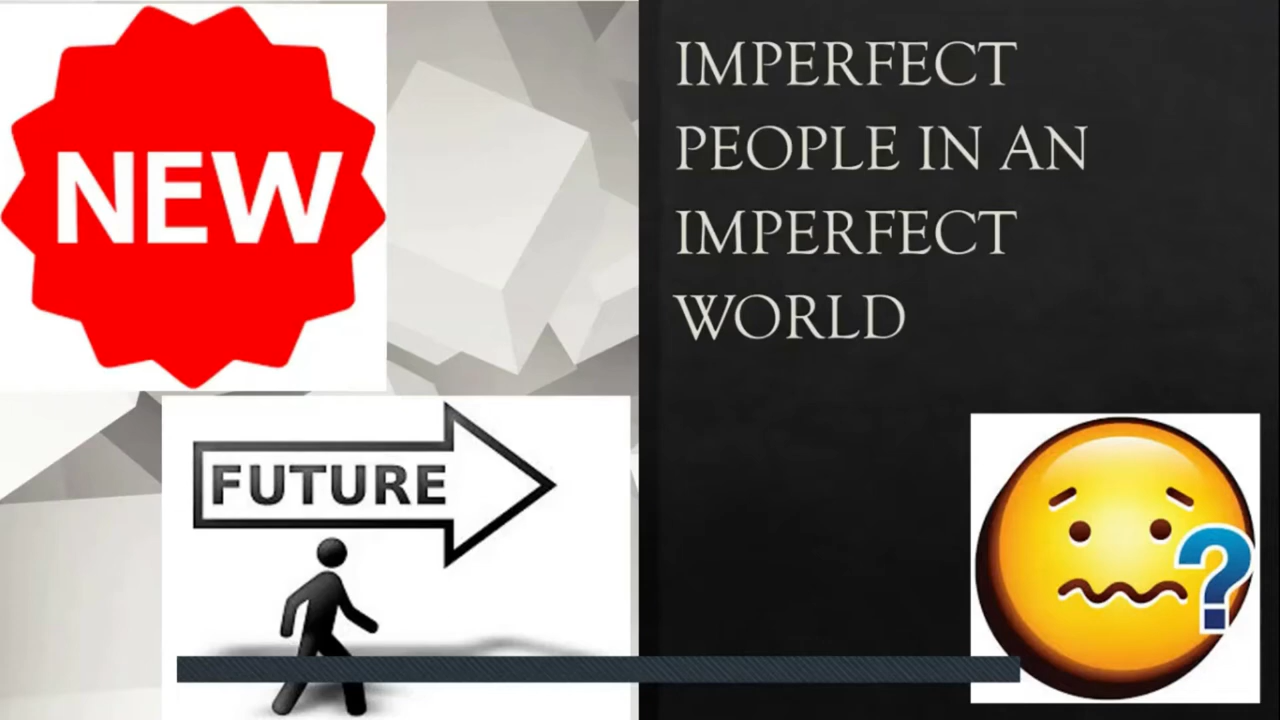 NEW
FUTURE
IMPERFECT
PEOPLE IN AN
IMPERFECT
WORLD
?